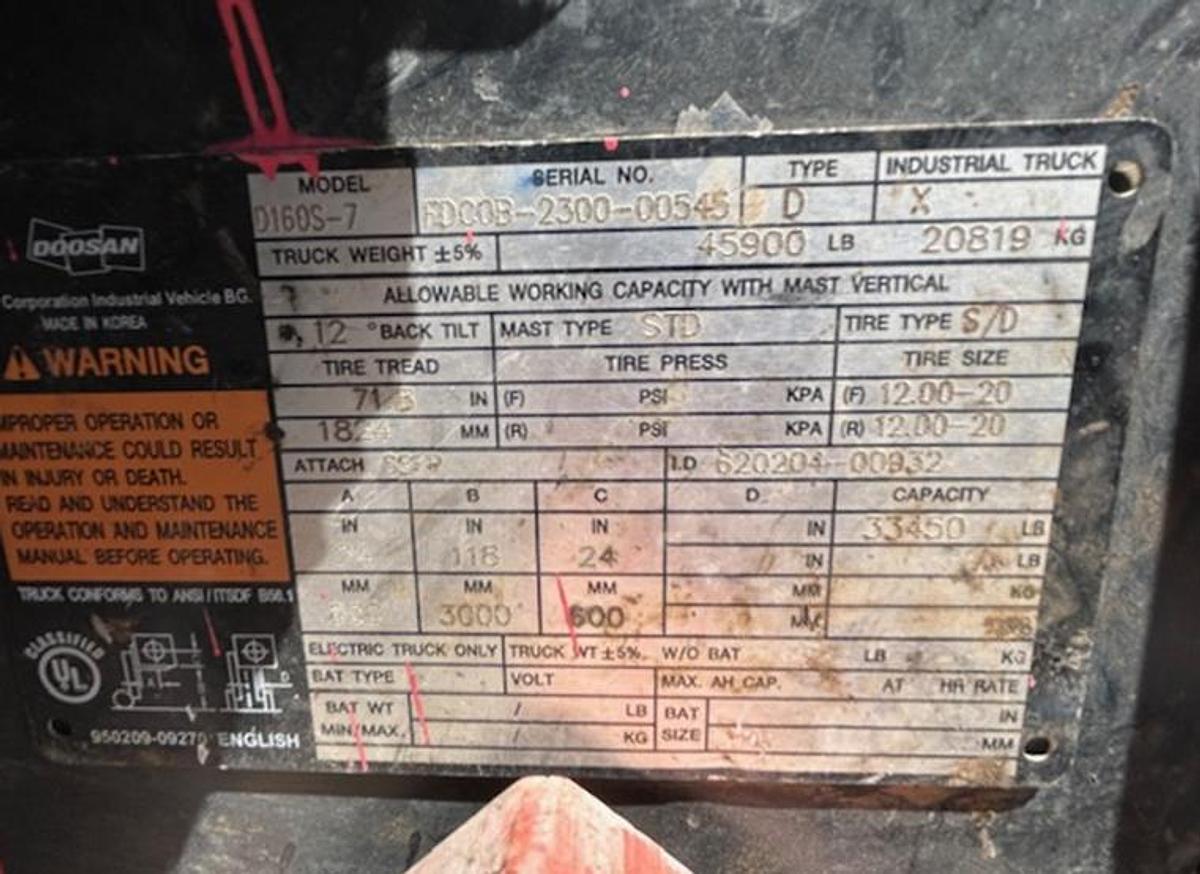 DOOSAN
Corporation Industrial Vehicle BG.
MADE IN KOREA
WARNING
IMPROPER OPERATION OR
MAINTENANCE COULD RESULT
IN INJURY OR DEATH.
READ AND UNDERSTAND THE
OPERATION AND MAINTENANCE
MANUAL BEFORE OPERATING.
TRUCK CONFORMS TO ANSI/ITSDF B56.1
CLASSIFIED
UL
ENGLISH
MODEL SERIAL NO. TYPE INDUSTRIAL TRUCK
D160S-7 FDC0B-2300-00545 D X
TRUCK WEIGHT ±5% 45900 LB 20819 KG
ALLOWABLE WORKING CAPACITY WITH MAST VERTICAL
12 °BACK TILT MAST TYPE STD TIRE TYPE S/D
TIRE TREAD TIRE PRESS TIRE SIZE
IN (F) PSI KPA (F) 12.00-20
MM (R) PSI KPA (R) 12.00-20
ATTACH I.D 620204-00932
A B C D CAPACITY
IN IN IN IN 33450 LB
118 24 IN LB
MM MM MM MM KG
3000 600
ELECTRIC TRUCK ONLY TRUCK WT ±5% W/O BAT LB KG
BAT TYPE VOLT MAX. AH CAP. AT HR RATE
BAT WT / LB BAT IN
MIN/MAX. / KG SIZE MM